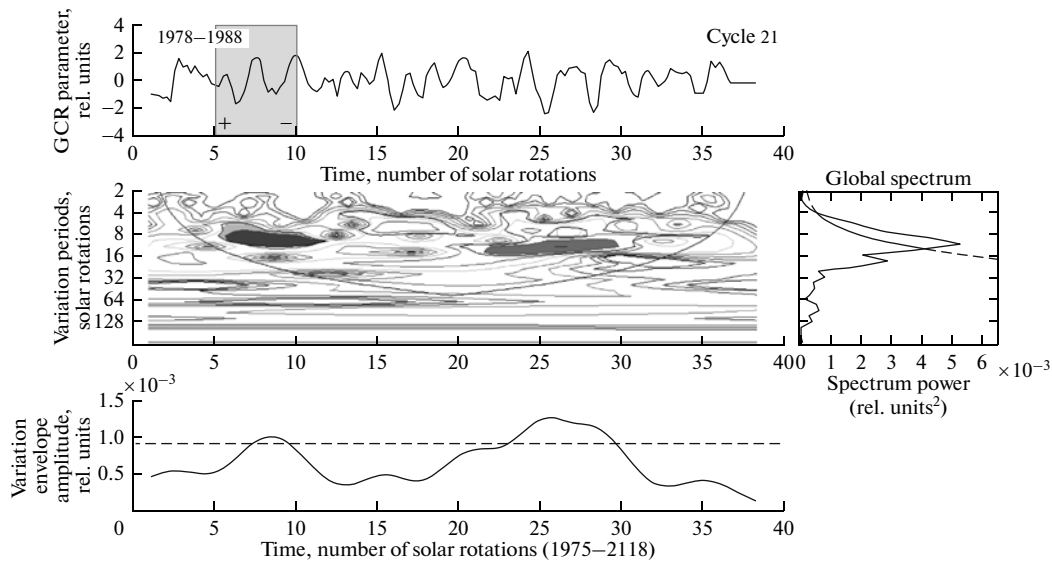 GCR parameter,
rel. units
4
2
0
−2
−4
1978−1988
Cycle 21
+ −
0 5 10 15 20 25 30 35 40
Time, number of solar rotations
Variation periods,
solar rotations
2
4
8
16
32
64
128
0 5 10 15 20 25 30 35 40
Global spectrum
0 1 2 3 4 5 6
×10−3
Spectrum power
(rel. units2)
×10−3
Variation
envelope
amplitude,
rel. units
1.5
1.0
0.5
0 5 10 15 20 25 30 35 40
0
Time, number of solar rotations (1975−2118)